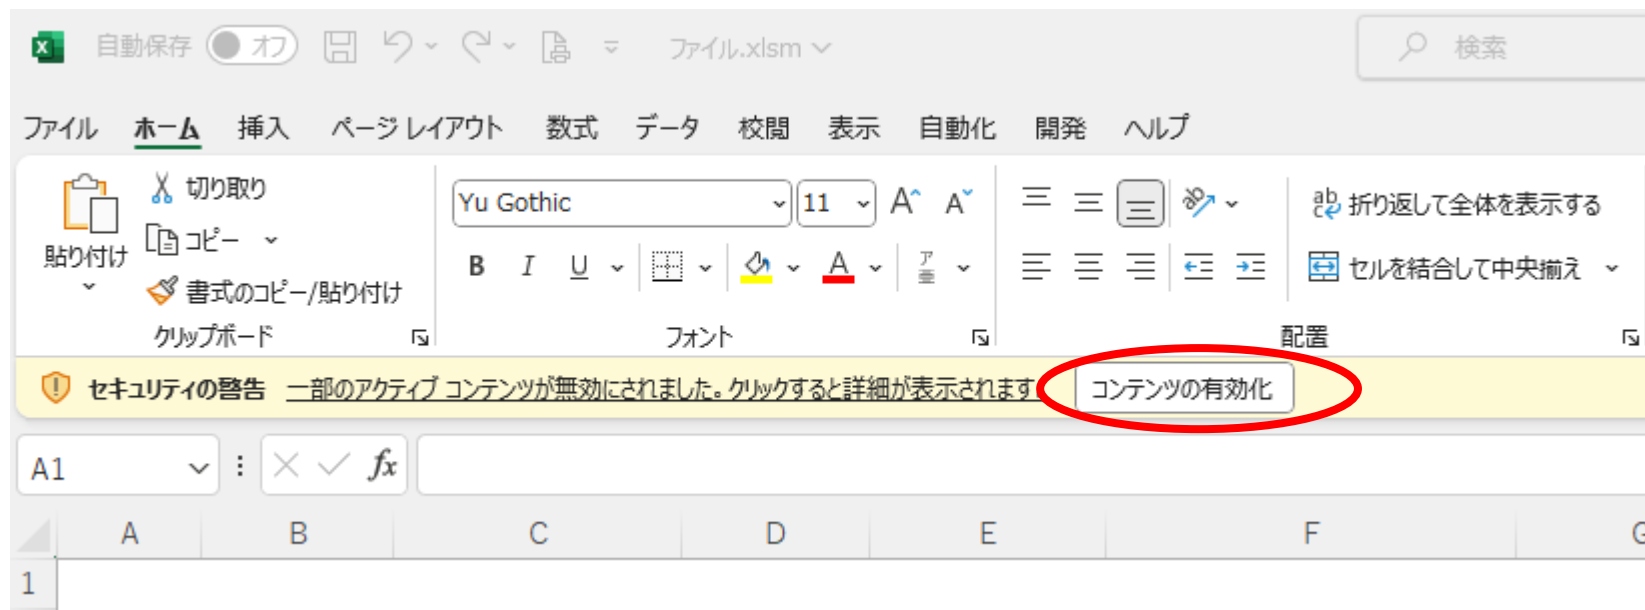 自動保存 オフ ファイル.xlsm 検索
ファイル ホーム 挿入 ページ レイアウト 数式 データ 校閲 表示 自動化 開発 ヘルプ
貼り付け
切り取り
コピー
書式のコピー/貼り付け
クリップボード
Yu Gothic 11 A A
B I U A ア亜
フォント
ab 折り返して全体を表示する
セルを結合して中央揃え
配置
セキュリティの警告 一部のアクティブ コンテンツが無効にされました。クリックすると詳細が表示されます コンテンツの有効化
A1 fx
A B C D E F G
1